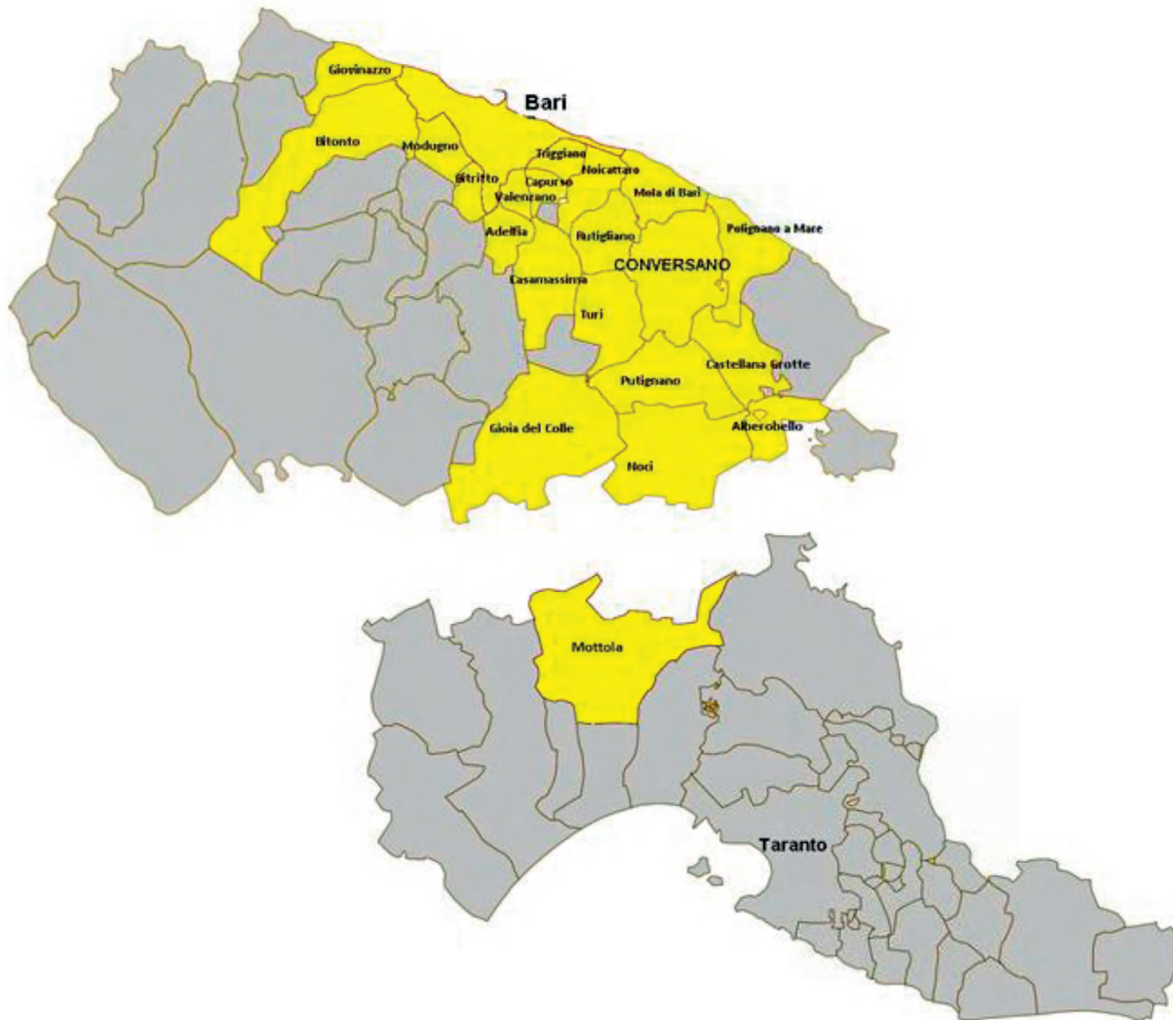 Giovinazzo
Bari
Bitonto
Modugno
Triggiano
Noicattaro
Bitritto
Capurso
Valenzano
Mola di Bari
Adelfia
Rutigliano
Polignano a Mare
CONVERSANO
Casamassima
Turi
Castellana Grotte
Putignano
Gioia del Colle
Alberobello
Noci
Mottola
Taranto